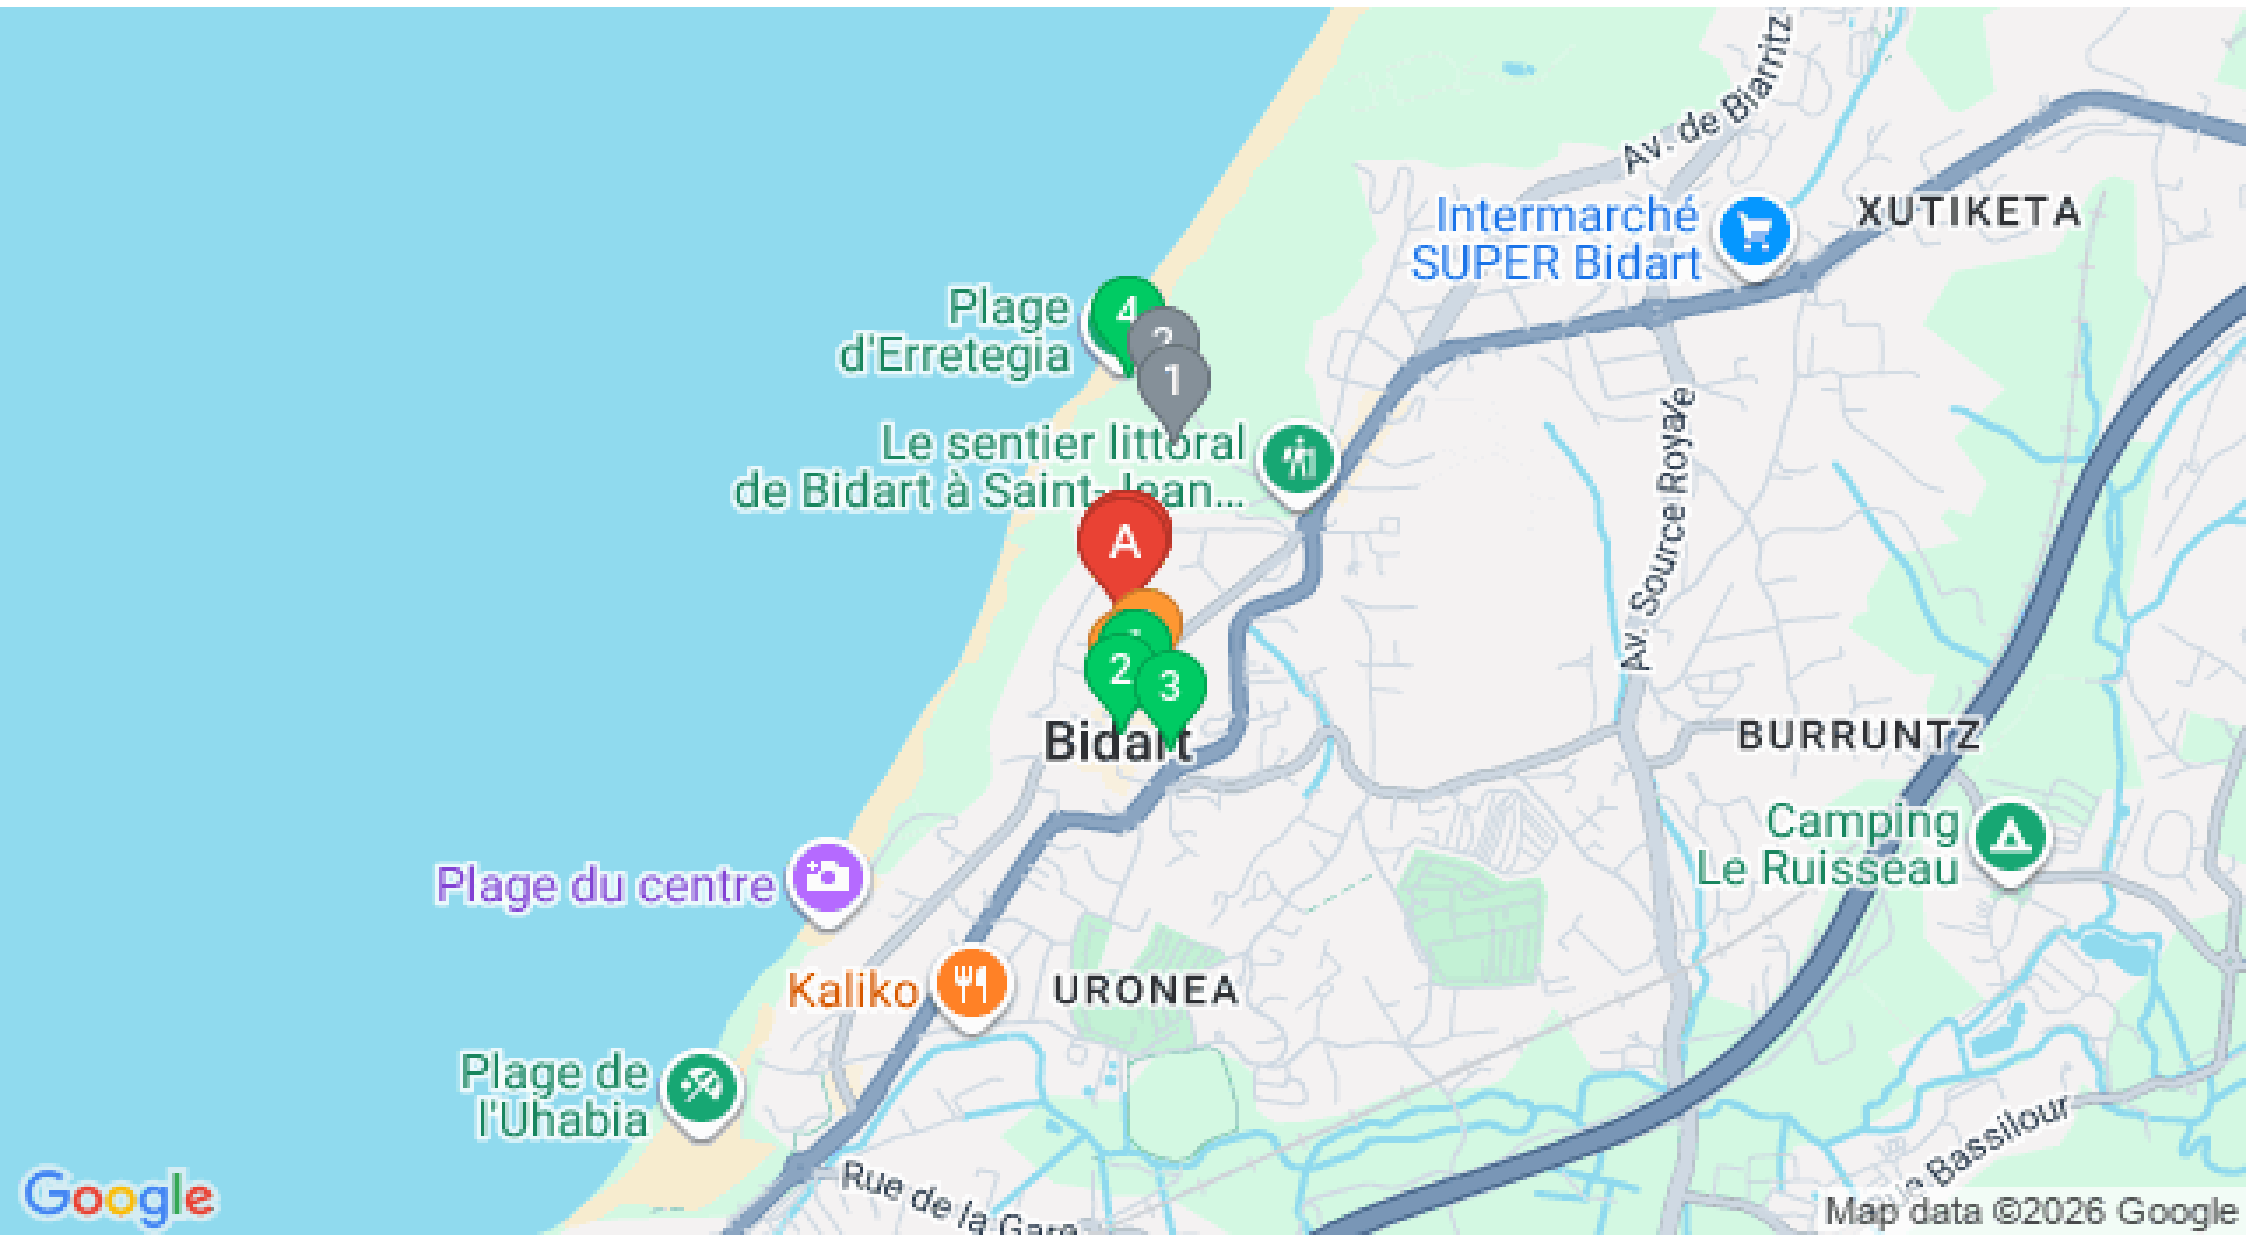 Av. de Biarritz
XUTIKETA
Intermarché
SUPER Bidart
Plage
d'Erretegia
4
2
1
Le sentier littoral
de Bidart à Saint-Jean...
Av. Source Royale
A
2
3
Bidart
BURRUNTZ
Camping
Le Ruisseau
Plage du centre
Kaliko
URONEA
Plage de
l'Uhabia
Rue de la Gare
Bassilour
Google
Map data ©2026 Google